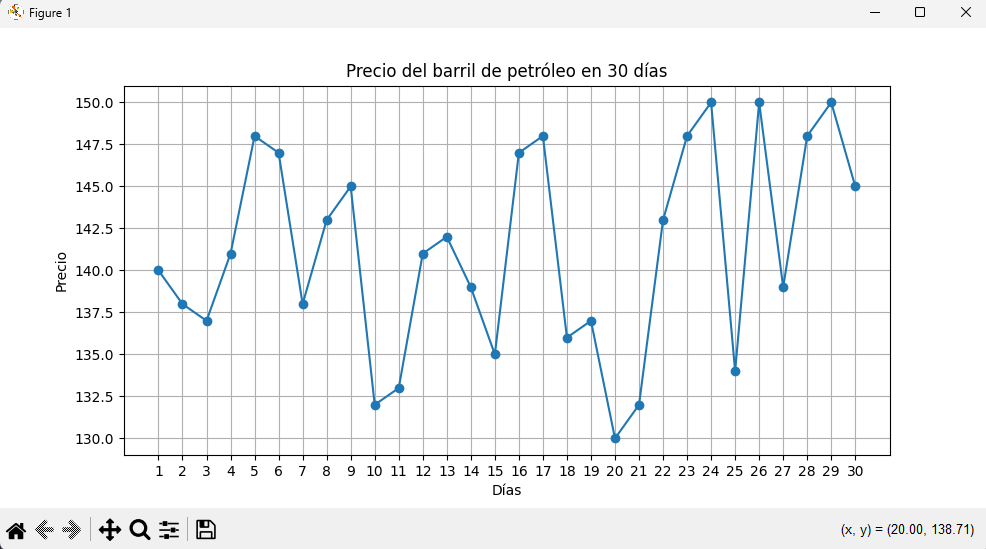 Figure 1
Precio del barril de petróleo en 30 días
150.0
147.5
145.0
142.5
140.0
137.5
135.0
132.5
130.0
Precio
1 2 3 4 5 6 7 8 9 10 11 12 13 14 15 16 17 18 19 20 21 22 23 24 25 26 27 28 29 30
Días
(x, y) = (20.00, 138.71)